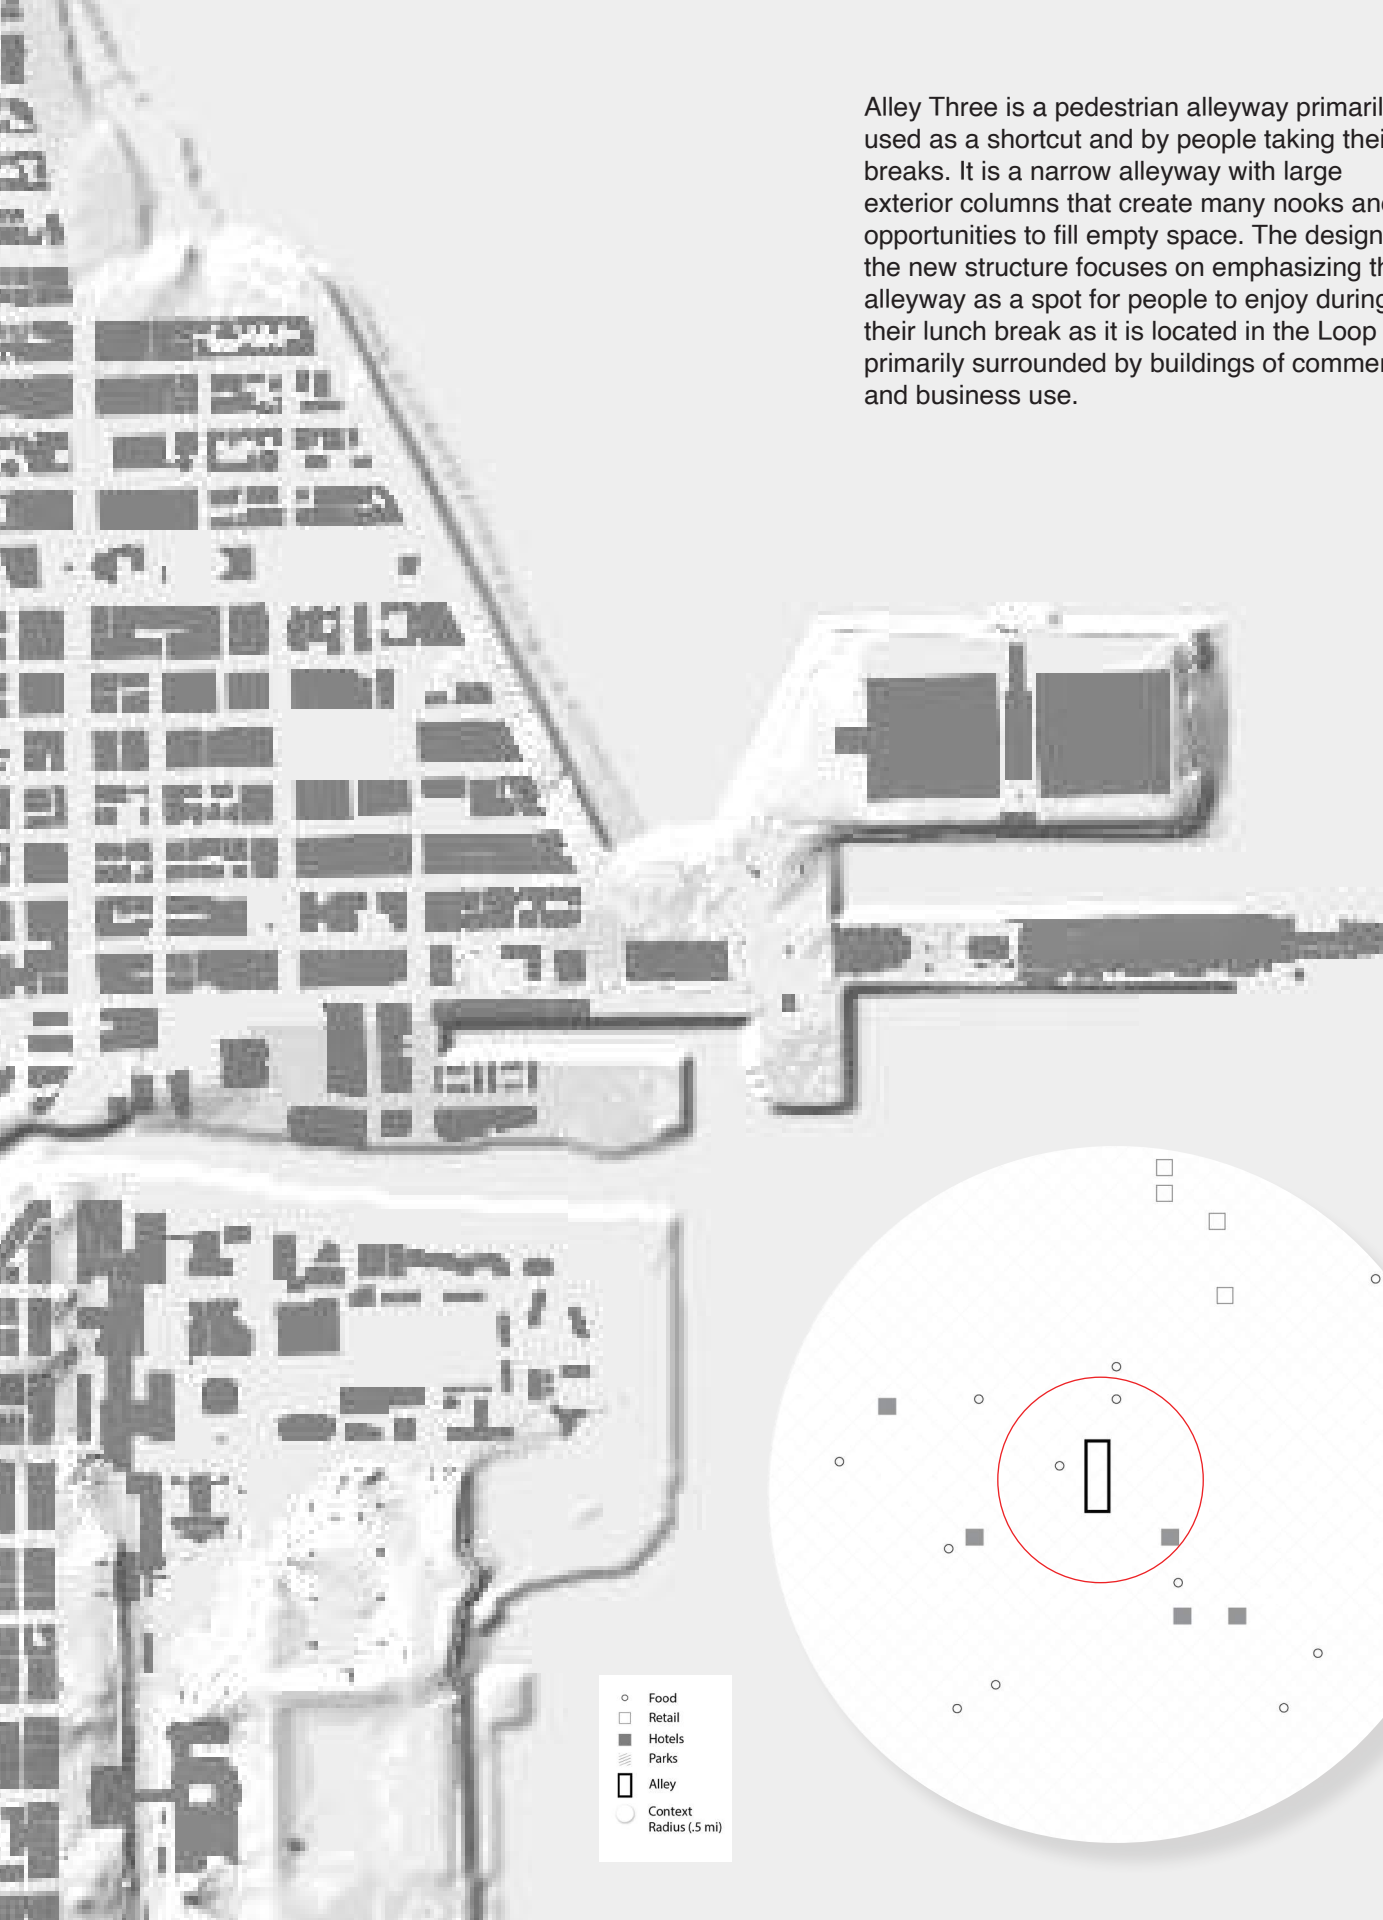 Alley Three is a pedestrian alleyway primaril
used as a shortcut and by people taking thei
breaks. It is a narrow alleyway with large
exterior columns that create many nooks an
opportunities to fill empty space. The design
the new structure focuses on emphasizing th
alleyway as a spot for people to enjoy during
their lunch break as it is located in the Loop
primarily surrounded by buildings of commer
and business use.
Food
Retail
Hotels
Parks
Alley
Context
Radius (.5 mi)